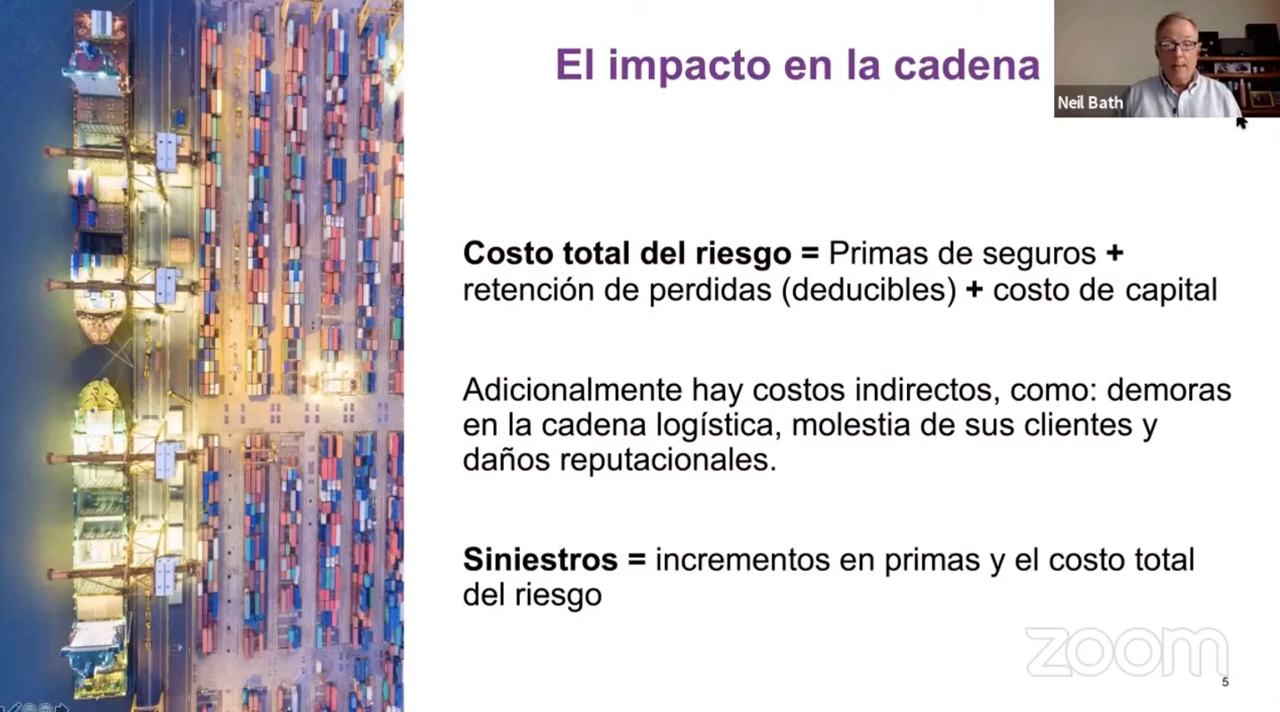 El impacto en la cadena
Neil Bath
Costo total del riesgo = Primas de seguros +
retención de perdidas (deducibles) + costo de capital
Adicionalmente hay costos indirectos, como: demoras
en la cadena logística, molestia de sus clientes y
daños reputacionales.
Siniestros = incrementos en primas y el costo total
del riesgo
zoom
5